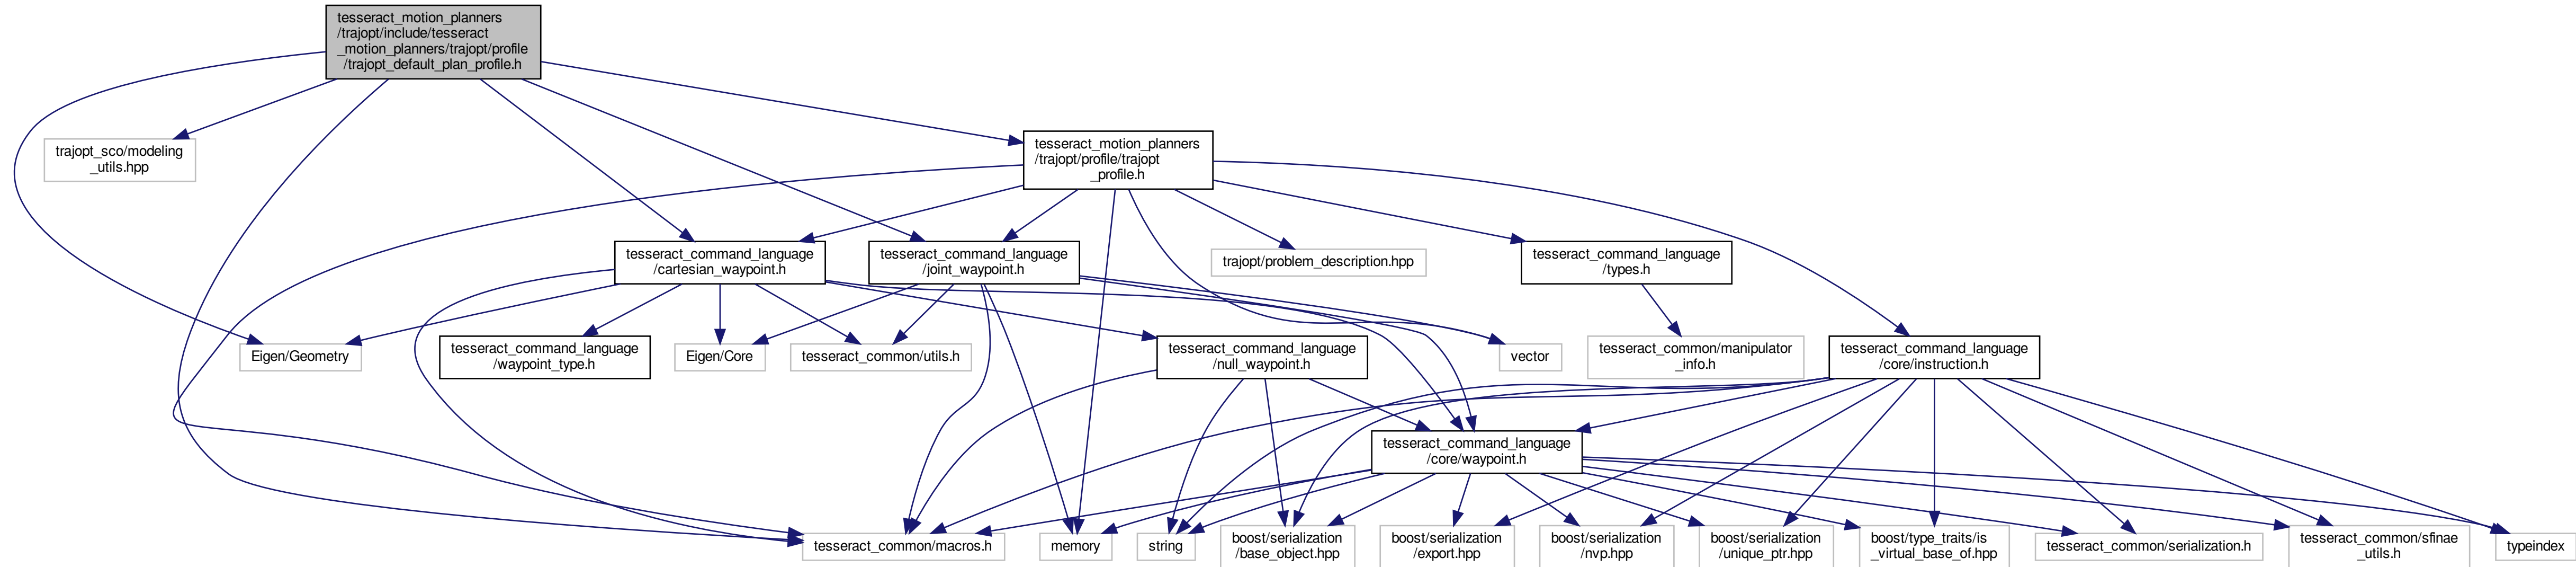 tesseract_motion_planners
/trajopt/include/tesseract
_motion_planners/trajopt/profile
/trajopt_default_plan_profile.h
trajopt_sco/modeling
_utils.hpp
tesseract_motion_planners
/trajopt/profile/trajopt
_profile.h
tesseract_command_language
/cartesian_waypoint.h
tesseract_command_language
/joint_waypoint.h
trajopt/problem_description.hpp
tesseract_command_language
/types.h
Eigen/Geometry
tesseract_command_language
/waypoint_type.h
Eigen/Core
tesseract_common/utils.h
tesseract_command_language
/null_waypoint.h
vector
tesseract_common/manipulator
_info.h
tesseract_command_language
/core/instruction.h
tesseract_command_language
/core/waypoint.h
tesseract_common/macros.h
memory
string
boost/serialization
/base_object.hpp
boost/serialization
/export.hpp
boost/serialization
/nvp.hpp
boost/serialization
/unique_ptr.hpp
boost/type_traits/is
_virtual_base_of.hpp
tesseract_common/serialization.h
tesseract_common/sfinae
_utils.h
typeindex